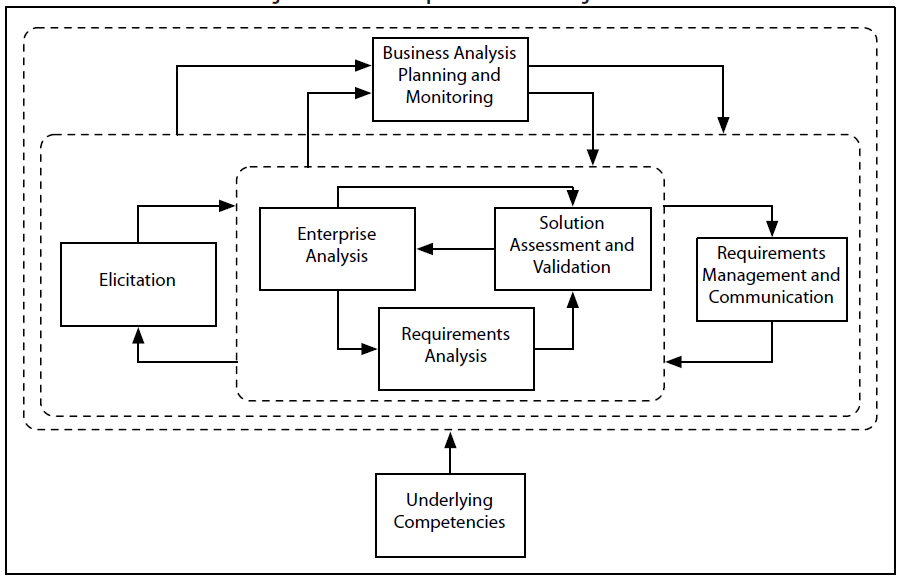 Business Analysis
Planning and
Monitoring
Enterprise
Analysis
Solution
Assessment and
Validation
Elicitation
Requirements
Management and
Communication
Requirements
Analysis
Underlying
Competencies